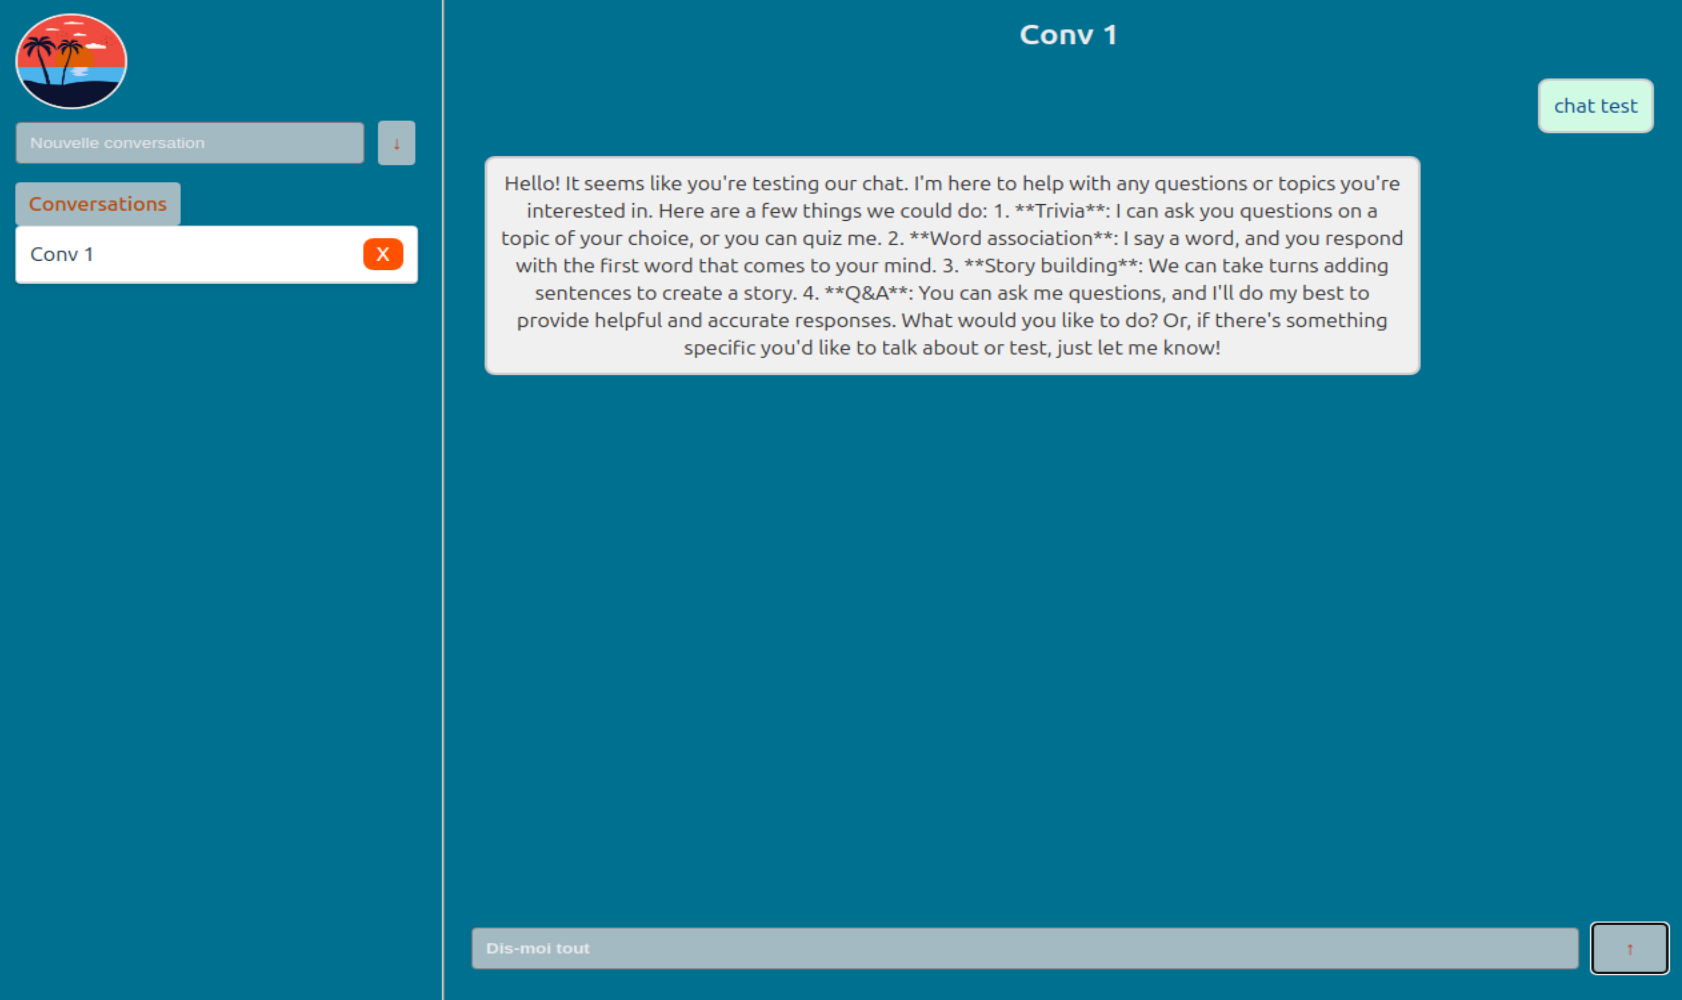 Nouvelle conversation
↓
Conversations
Conv 1
X
Conv 1
chat test
Hello! It seems like you're testing our chat. I'm here to help with any questions or topics you're
interested in. Here are a few things we could do: 1. **Trivia**: I can ask you questions on a
topic of your choice, or you can quiz me. 2. **Word association**: I say a word, and you respond
with the first word that comes to your mind. 3. **Story building**: We can take turns adding
sentences to create a story. 4. **Q&A**: You can ask me questions, and I'll do my best to
provide helpful and accurate responses. What would you like to do? Or, if there's something
specific you'd like to talk about or test, just let me know!
Dis-moi tout
↑